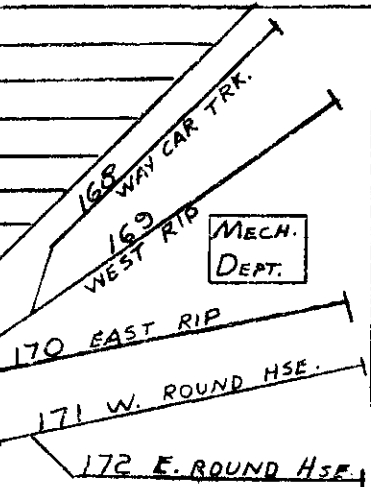 168
WAY CAR TRK.
169
WEST RIP
MECH.
DEPT.
170 EAST RIP
171 W. ROUND HSE.
172 E. ROUND HSE.